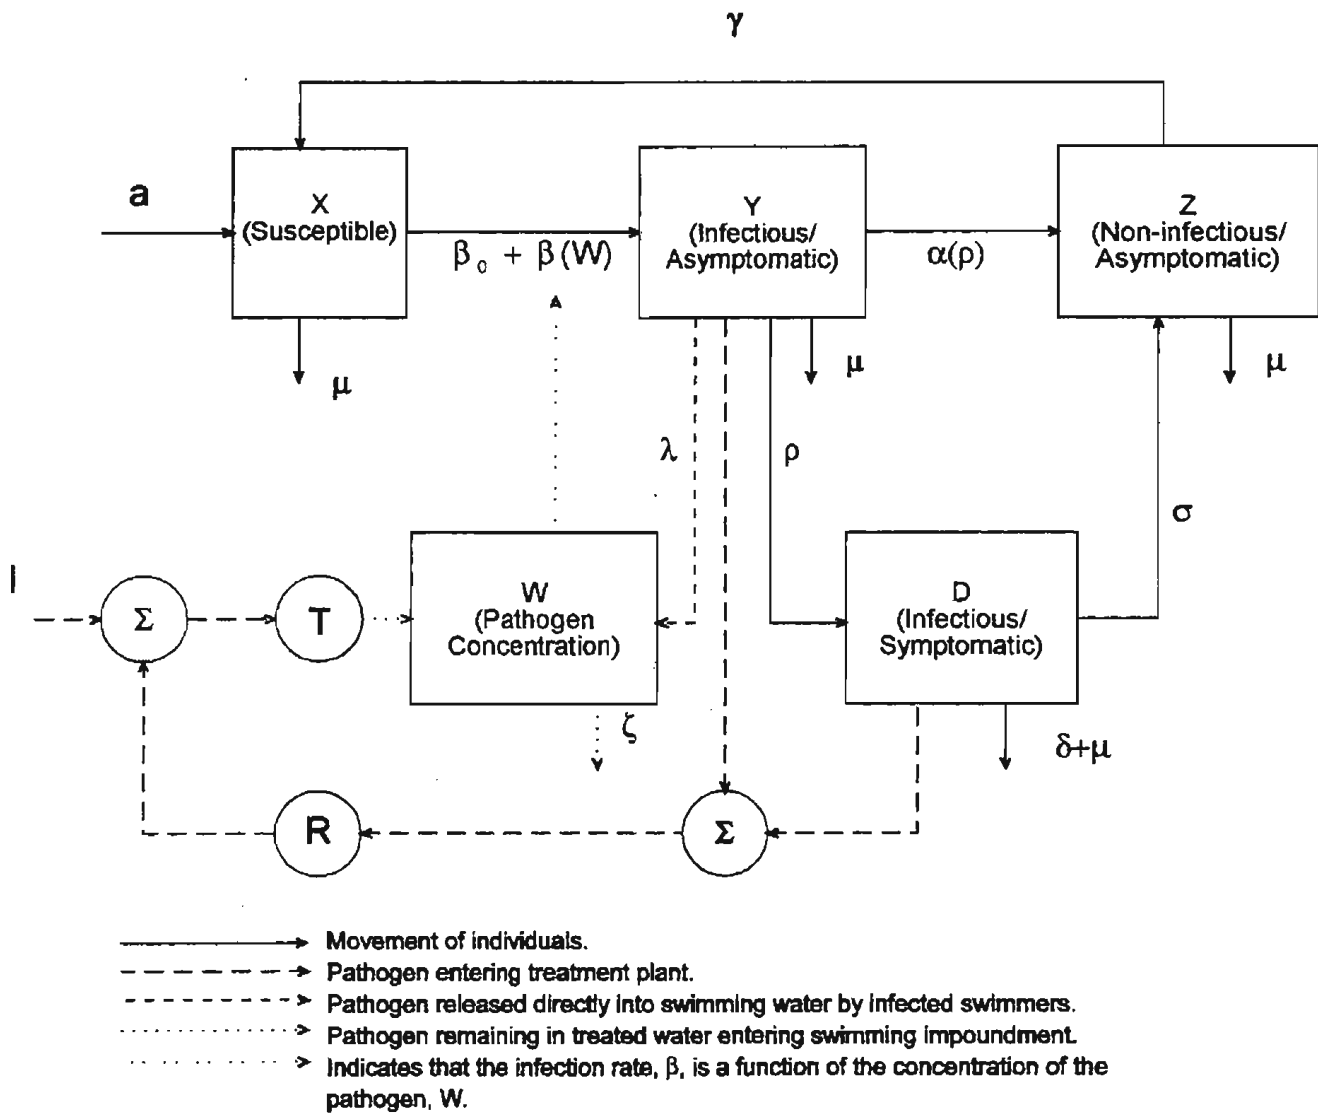 γ
a
X
(Susceptible)
β₀ + β(W)
Y
(Infectious/
Asymptomatic)
α(ρ)
Z
(Non-infectious/
Asymptomatic)
μ
μ
μ
λ
ρ
σ
I
Σ
T
W
(Pathogen
Concentration)
D
(Infectious/
Symptomatic)
ζ
δ+μ
R
Σ
Movement of individuals.
Pathogen entering treatment plant.
Pathogen released directly into swimming water by infected swimmers.
Pathogen remaining in treated water entering swimming impoundment.
Indicates that the infection rate, β, is a function of the concentration of the
pathogen, W.